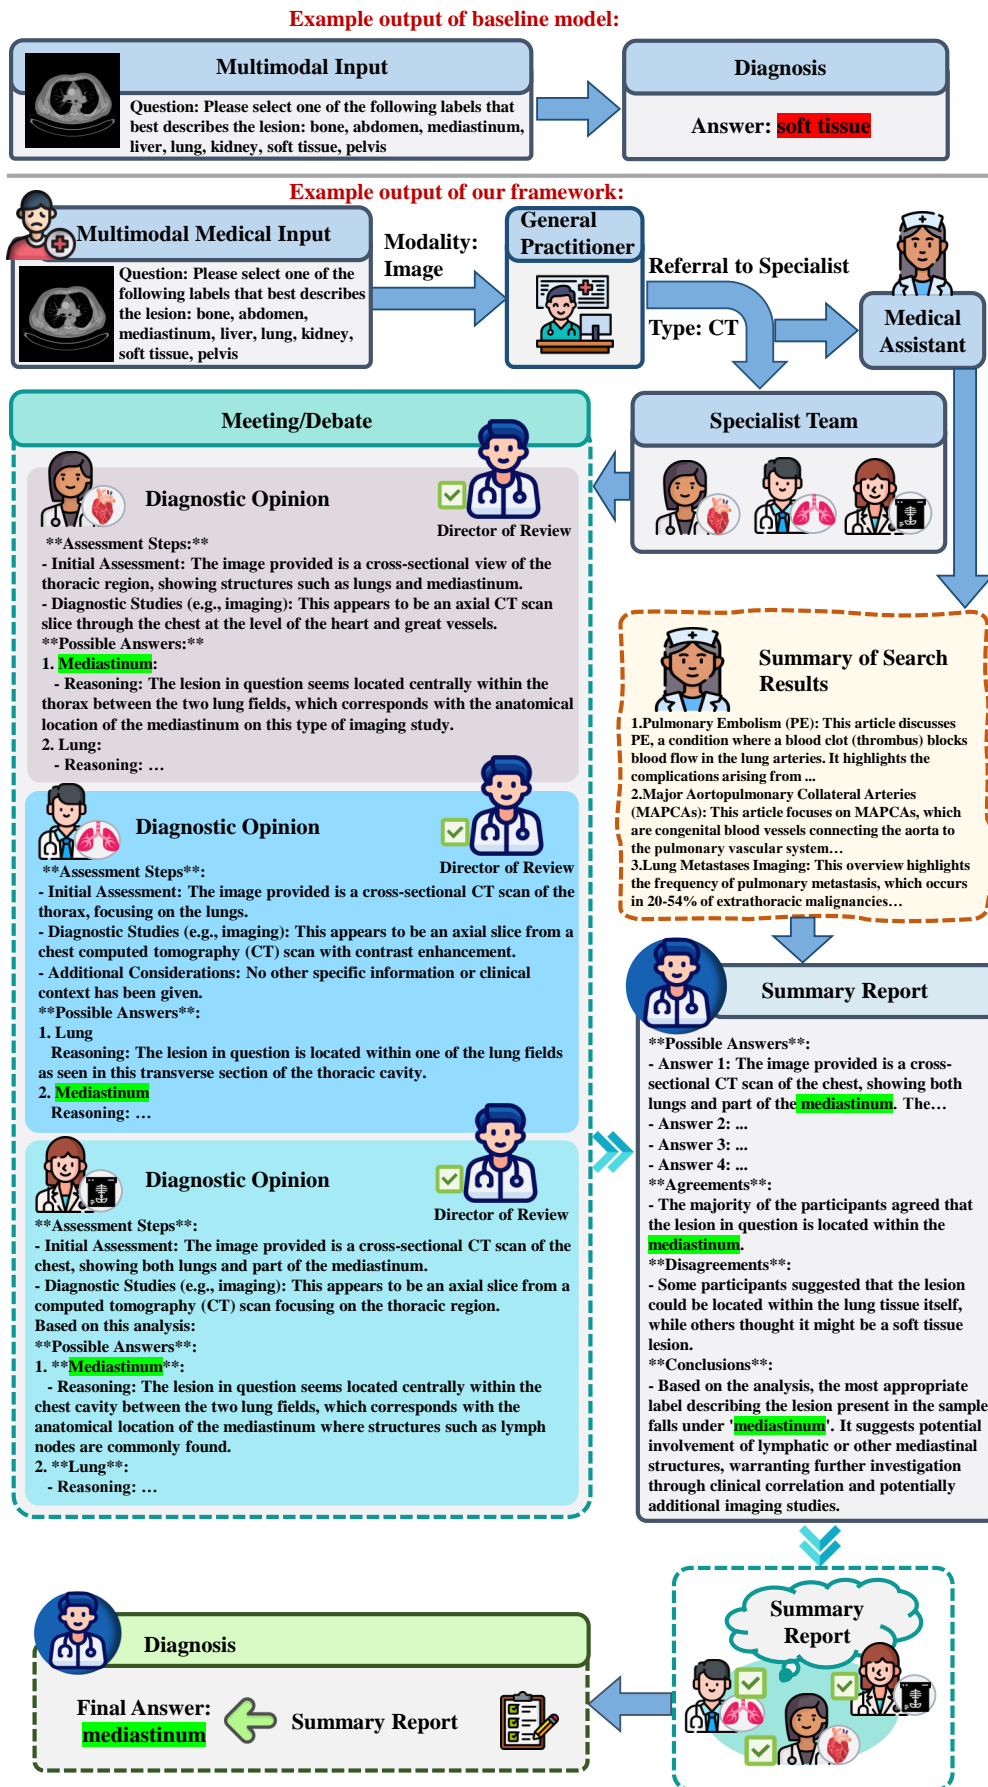 Example output of baseline model:
Multimodal Input
Question: Please select one of the following labels that
best describes the lesion: bone, abdomen, mediastinum,
liver, lung, kidney, soft tissue, pelvis
Diagnosis
Answer: soft tissue
Example output of our framework:
Multimodal Medical Input
Question: Please select one of the
following labels that best describes
the lesion: bone, abdomen,
mediastinum, liver, lung, kidney,
soft tissue, pelvis
Modality:
Image
General
Practitioner
Referral to Specialist
Type: CT
Medical
Assistant
Specialist Team
Meeting/Debate
Diagnostic Opinion
Director of Review
**Assessment Steps:**
- Initial Assessment: The image provided is a cross-sectional view of the
thoracic region, showing structures such as lungs and mediastinum.
- Diagnostic Studies (e.g., imaging): This appears to be an axial CT scan
slice through the chest at the level of the heart and great vessels.
**Possible Answers:**
1. Mediastinum:
- Reasoning: The lesion in question seems located centrally within the
thorax between the two lung fields, which corresponds with the anatomical
location of the mediastinum on this type of imaging study.
2. Lung:
- Reasoning: …
Diagnostic Opinion
Director of Review
**Assessment Steps**:
- Initial Assessment: The image provided is a cross-sectional CT scan of the
thorax, focusing on the lungs.
- Diagnostic Studies (e.g., imaging): This appears to be an axial slice from a
chest computed tomography (CT) scan with contrast enhancement.
- Additional Considerations: No other specific information or clinical
context has been given.
**Possible Answers**:
1. Lung
Reasoning: The lesion in question is located within one of the lung fields
as seen in this transverse section of the thoracic cavity.
2. Mediastinum
Reasoning: …
Diagnostic Opinion
Director of Review
**Assessment Steps**:
- Initial Assessment: The image provided is a cross-sectional CT scan of the
chest, showing both lungs and part of the mediastinum.
- Diagnostic Studies (e.g., imaging): This appears to be an axial slice from a
computed tomography (CT) scan focusing on the thoracic region.
Based on this analysis:
**Possible Answers**:
1. **Mediastinum**:
- Reasoning: The lesion in question seems located centrally within the
chest cavity between the two lung fields, which corresponds with the
anatomical location of the mediastinum where structures such as lymph
nodes are commonly found.
2. **Lung**:
- Reasoning: …
Summary of Search
Results
1.Pulmonary Embolism (PE): This article discusses
PE, a condition where a blood clot (thrombus) blocks
blood flow in the lung arteries. It highlights the
complications arising from ...
2.Major Aortopulmonary Collateral Arteries
(MAPCAs): This article focuses on MAPCAs, which
are congenital blood vessels connecting the aorta to
the pulmonary vascular system…
3.Lung Metastases Imaging: This overview highlights
the frequency of pulmonary metastasis, which occurs
in 20-54% of extrathoracic malignancies…
Summary Report
**Possible Answers**:
- Answer 1: The image provided is a cross-
sectional CT scan of the chest, showing both
lungs and part of the mediastinum. The…
- Answer 2: ...
- Answer 3: ...
- Answer 4: ...
**Agreements**:
- The majority of the participants agreed that
the lesion in question is located within the
mediastinum.
**Disagreements**:
- Some participants suggested that the lesion
could be located within the lung tissue itself,
while others thought it might be a soft tissue
lesion.
**Conclusions**:
- Based on the analysis, the most appropriate
label describing the lesion present in the sample
falls under 'mediastinum'. It suggests potential
involvement of lymphatic or other mediastinal
structures, warranting further investigation
through clinical correlation and potentially
additional imaging studies.
Summary
Report
Diagnosis
Final Answer:
mediastinum
Summary Report